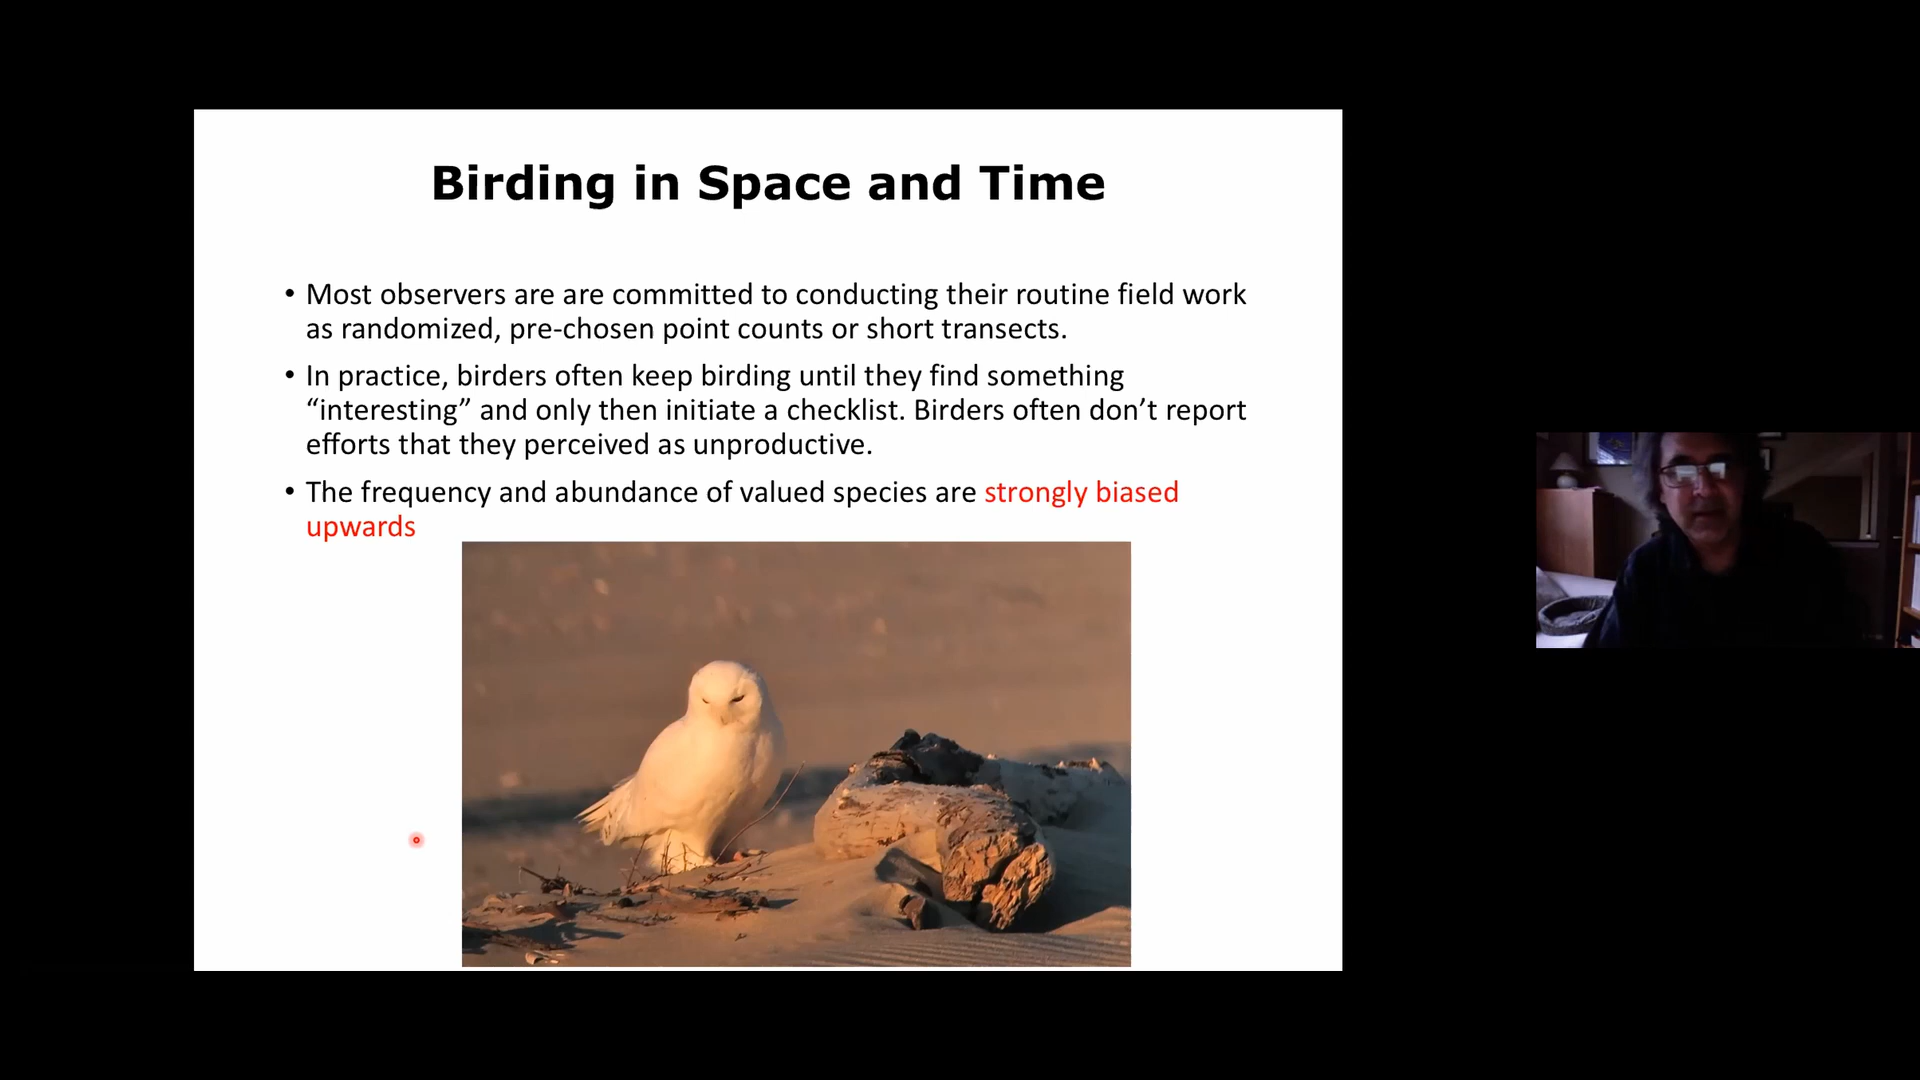 Birding in Space and Time
• Most observers are are committed to conducting their routine field work
as randomized, pre-chosen point counts or short transects.
• In practice, birders often keep birding until they find something
“interesting” and only then initiate a checklist. Birders often don’t report
efforts that they perceived as unproductive.
• The frequency and abundance of valued species are strongly biased
upwards